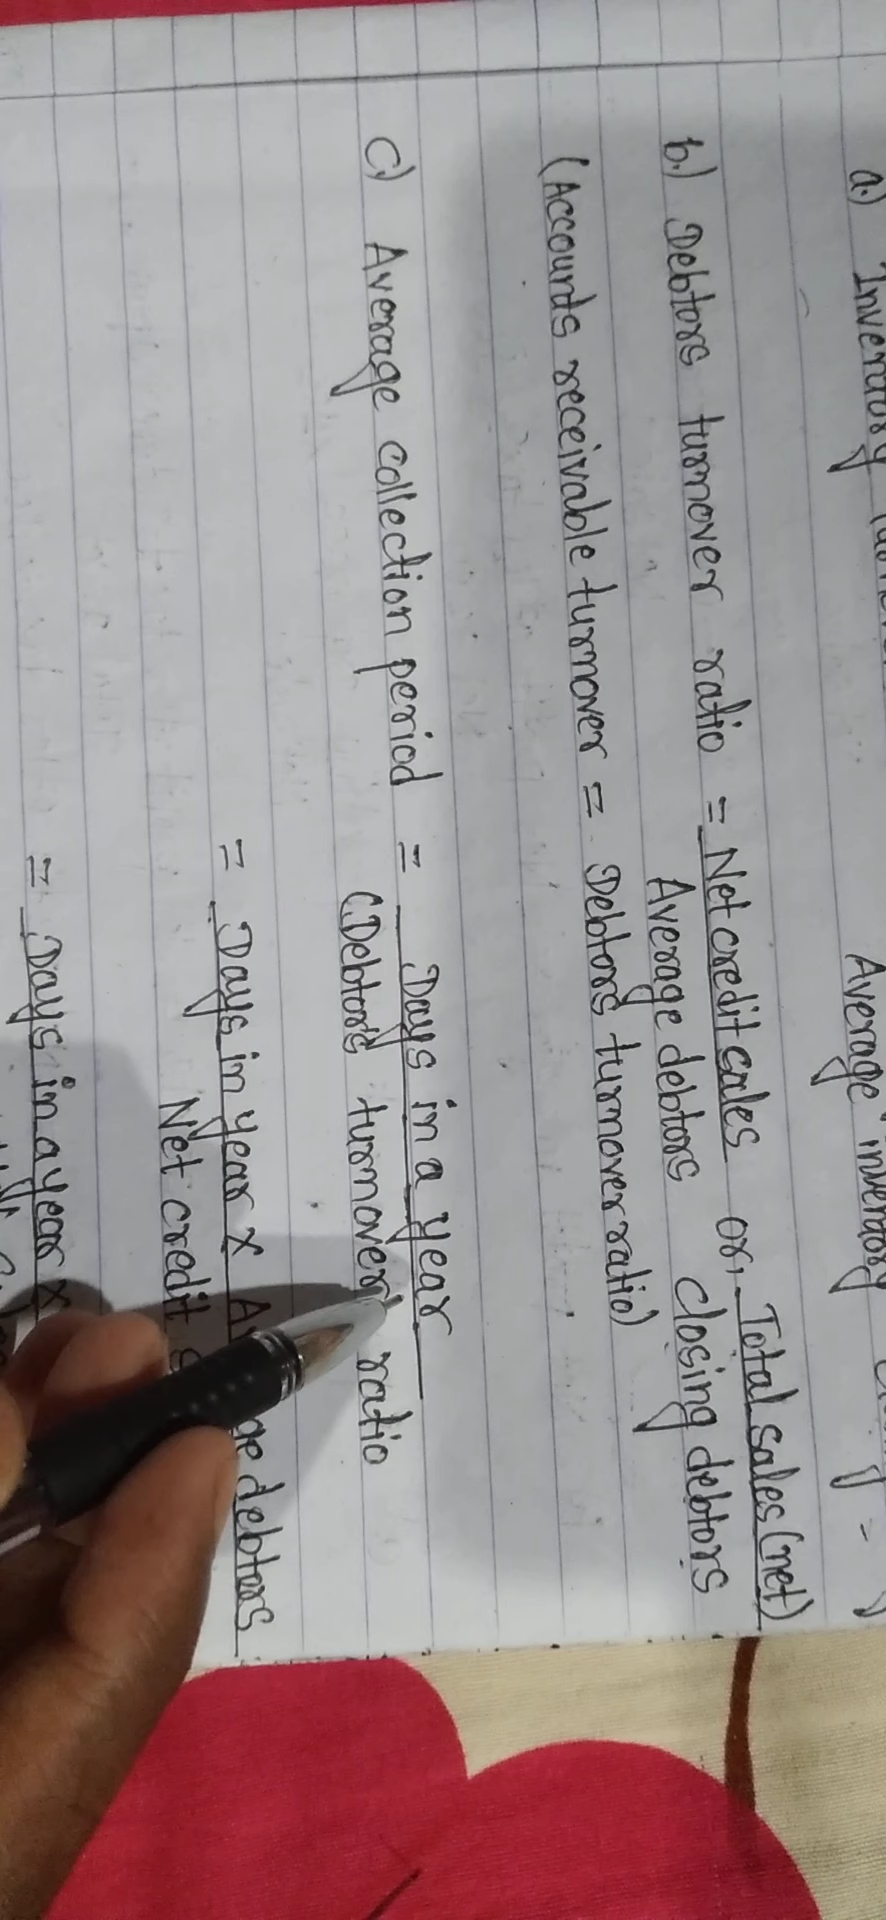 a.) Inventory
Average inventory
b.) Debtors turnover ratio = Net credit sales or, Total sales (net)
Average debtors closing debtors
(Accounts receivable turnover = Debtors turnover ratio)
c.) Average collection period = Days in a year
(Debtors turnover ratio
= Days in year x debtors
Net credit
= Days in a year x